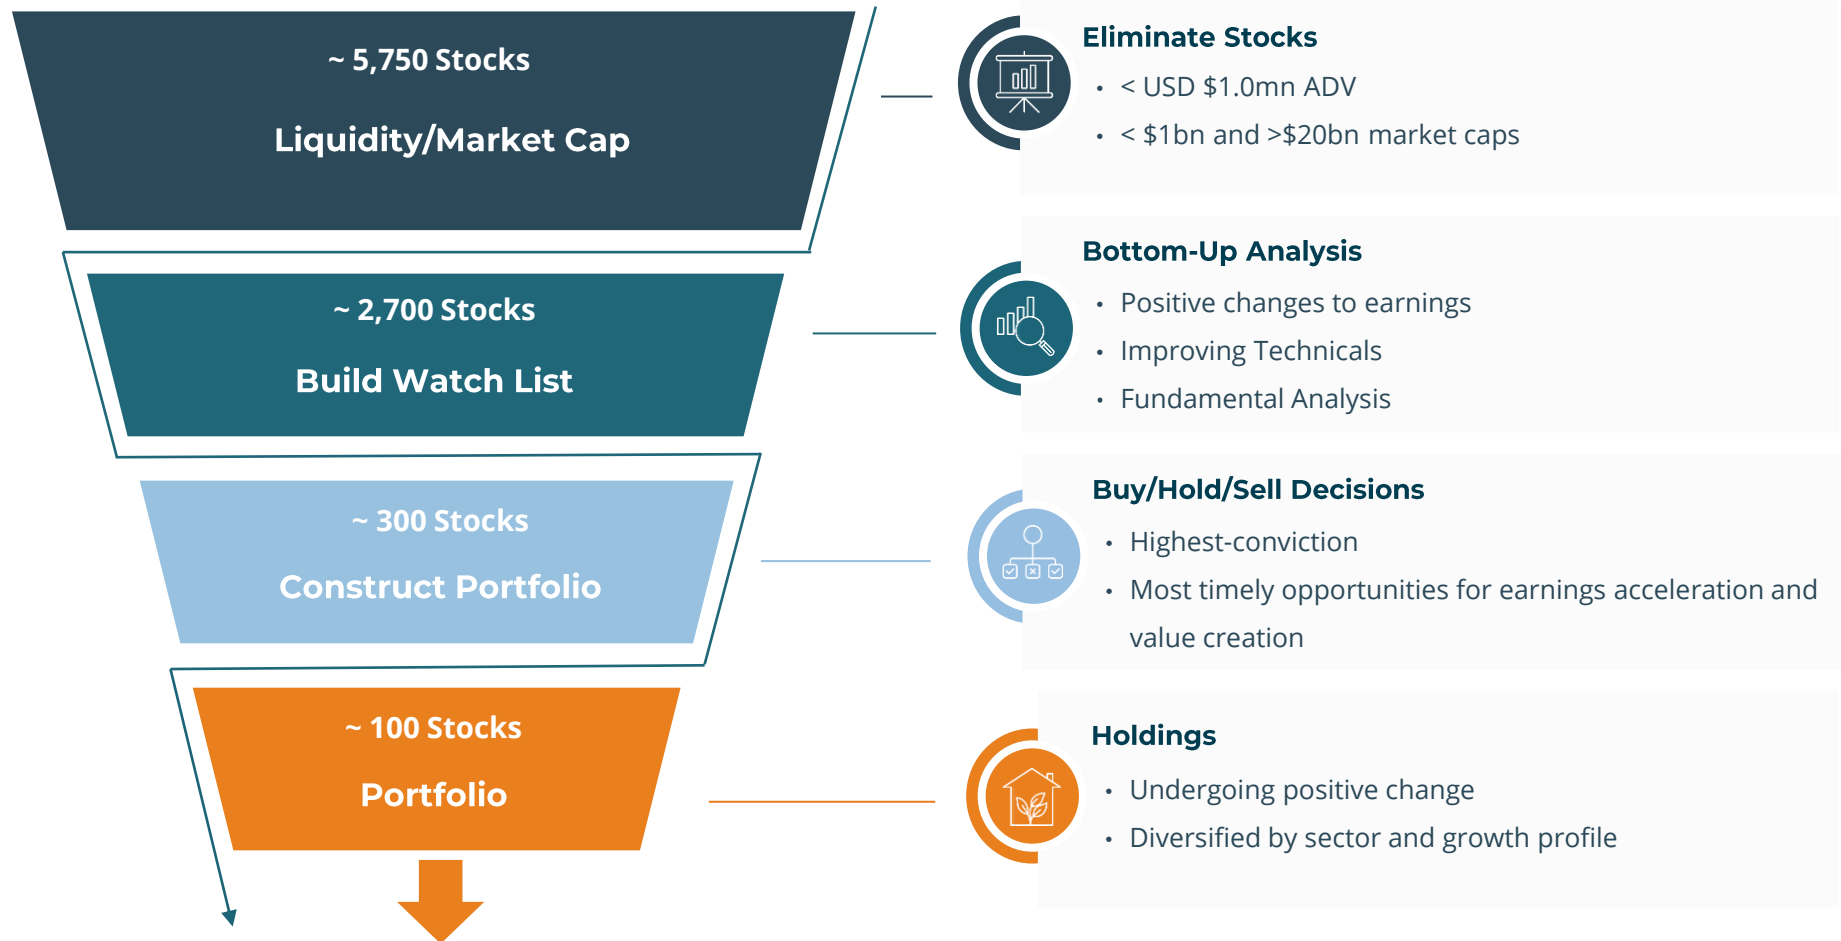 ~ 5,750 Stocks
Liquidity/Market Cap
Eliminate Stocks
• < USD $1.0mn ADV
• < $1bn and >$20bn market caps
~ 2,700 Stocks
Build Watch List
Bottom-Up Analysis
• Positive changes to earnings
• Improving Technicals
• Fundamental Analysis
~ 300 Stocks
Construct Portfolio
Buy/Hold/Sell Decisions
• Highest-conviction
• Most timely opportunities for earnings acceleration and
value creation
~ 100 Stocks
Portfolio
Holdings
• Undergoing positive change
• Diversified by sector and growth profile